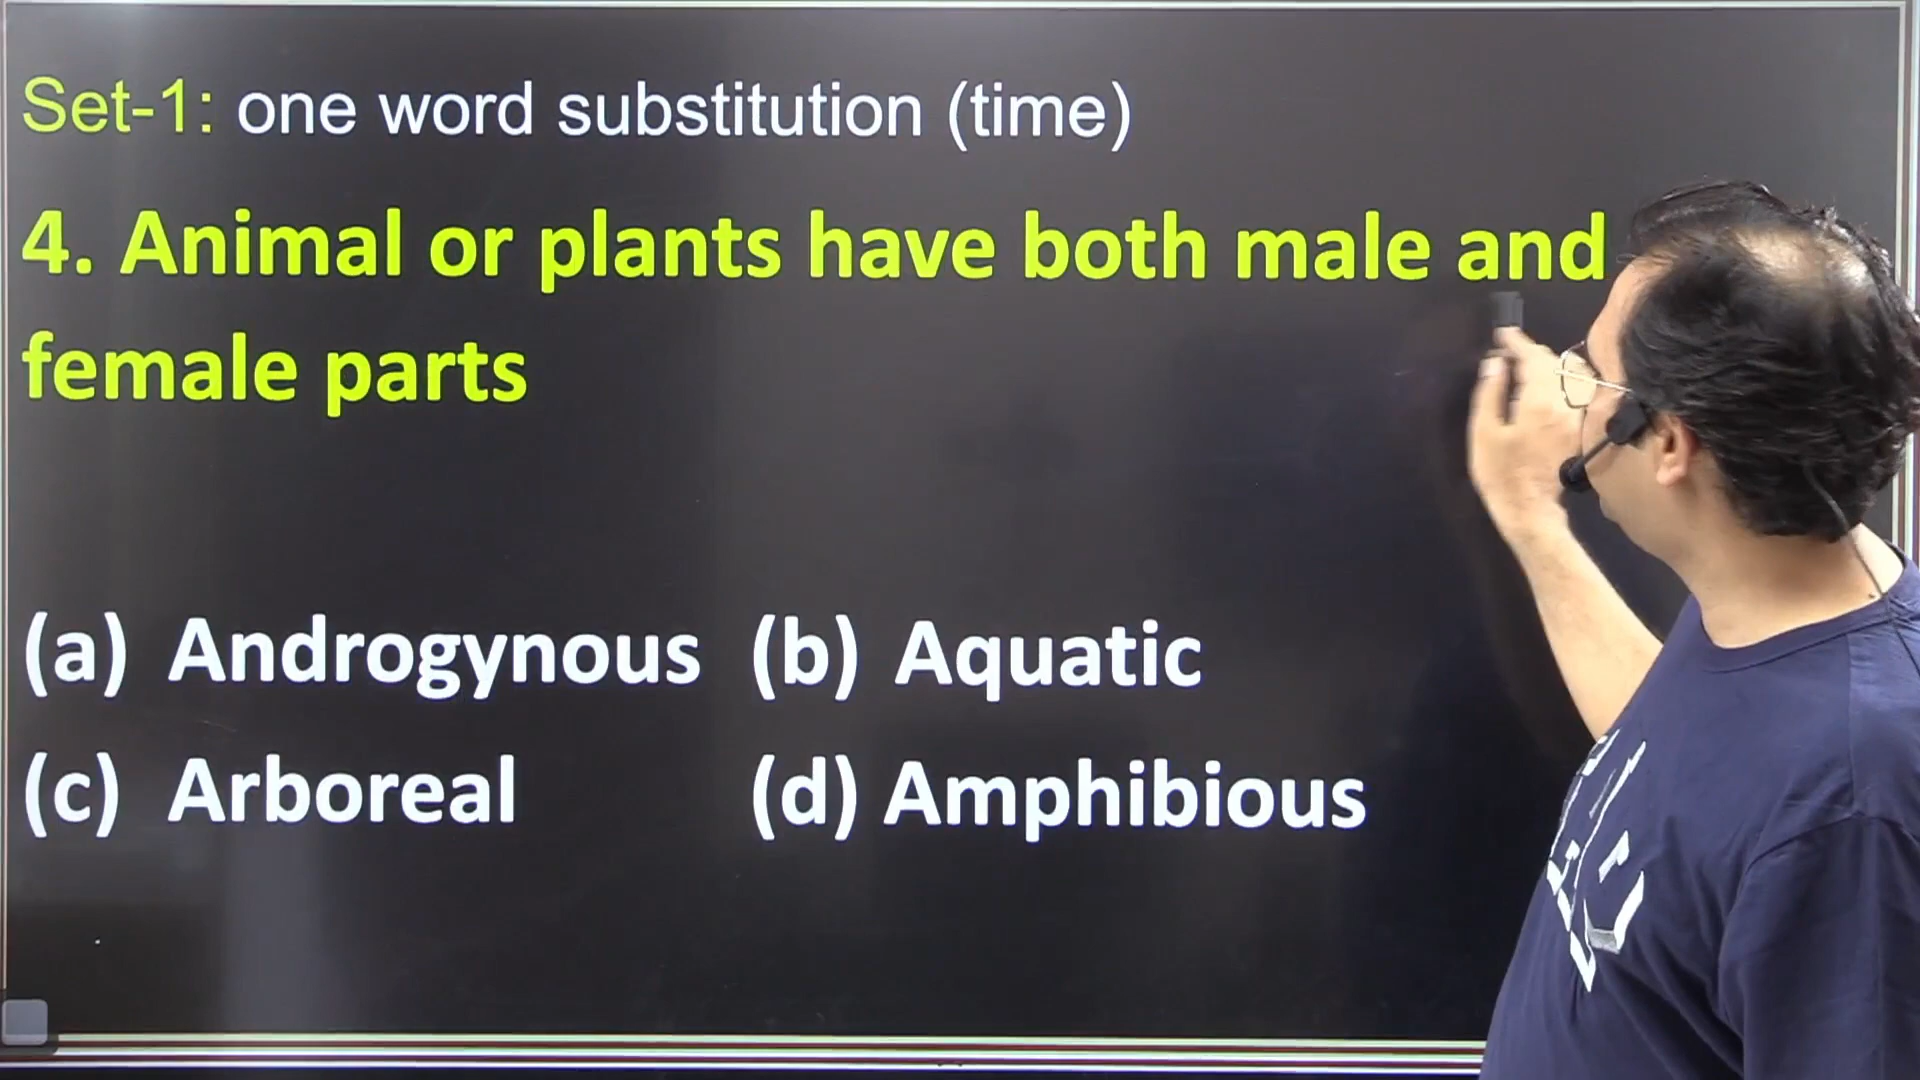 Set-1: one word substitution (time)
4. Animal or plants have both male and
female parts
(a) Androgynous (b) Aquatic
(c) Arboreal (d) Amphibious